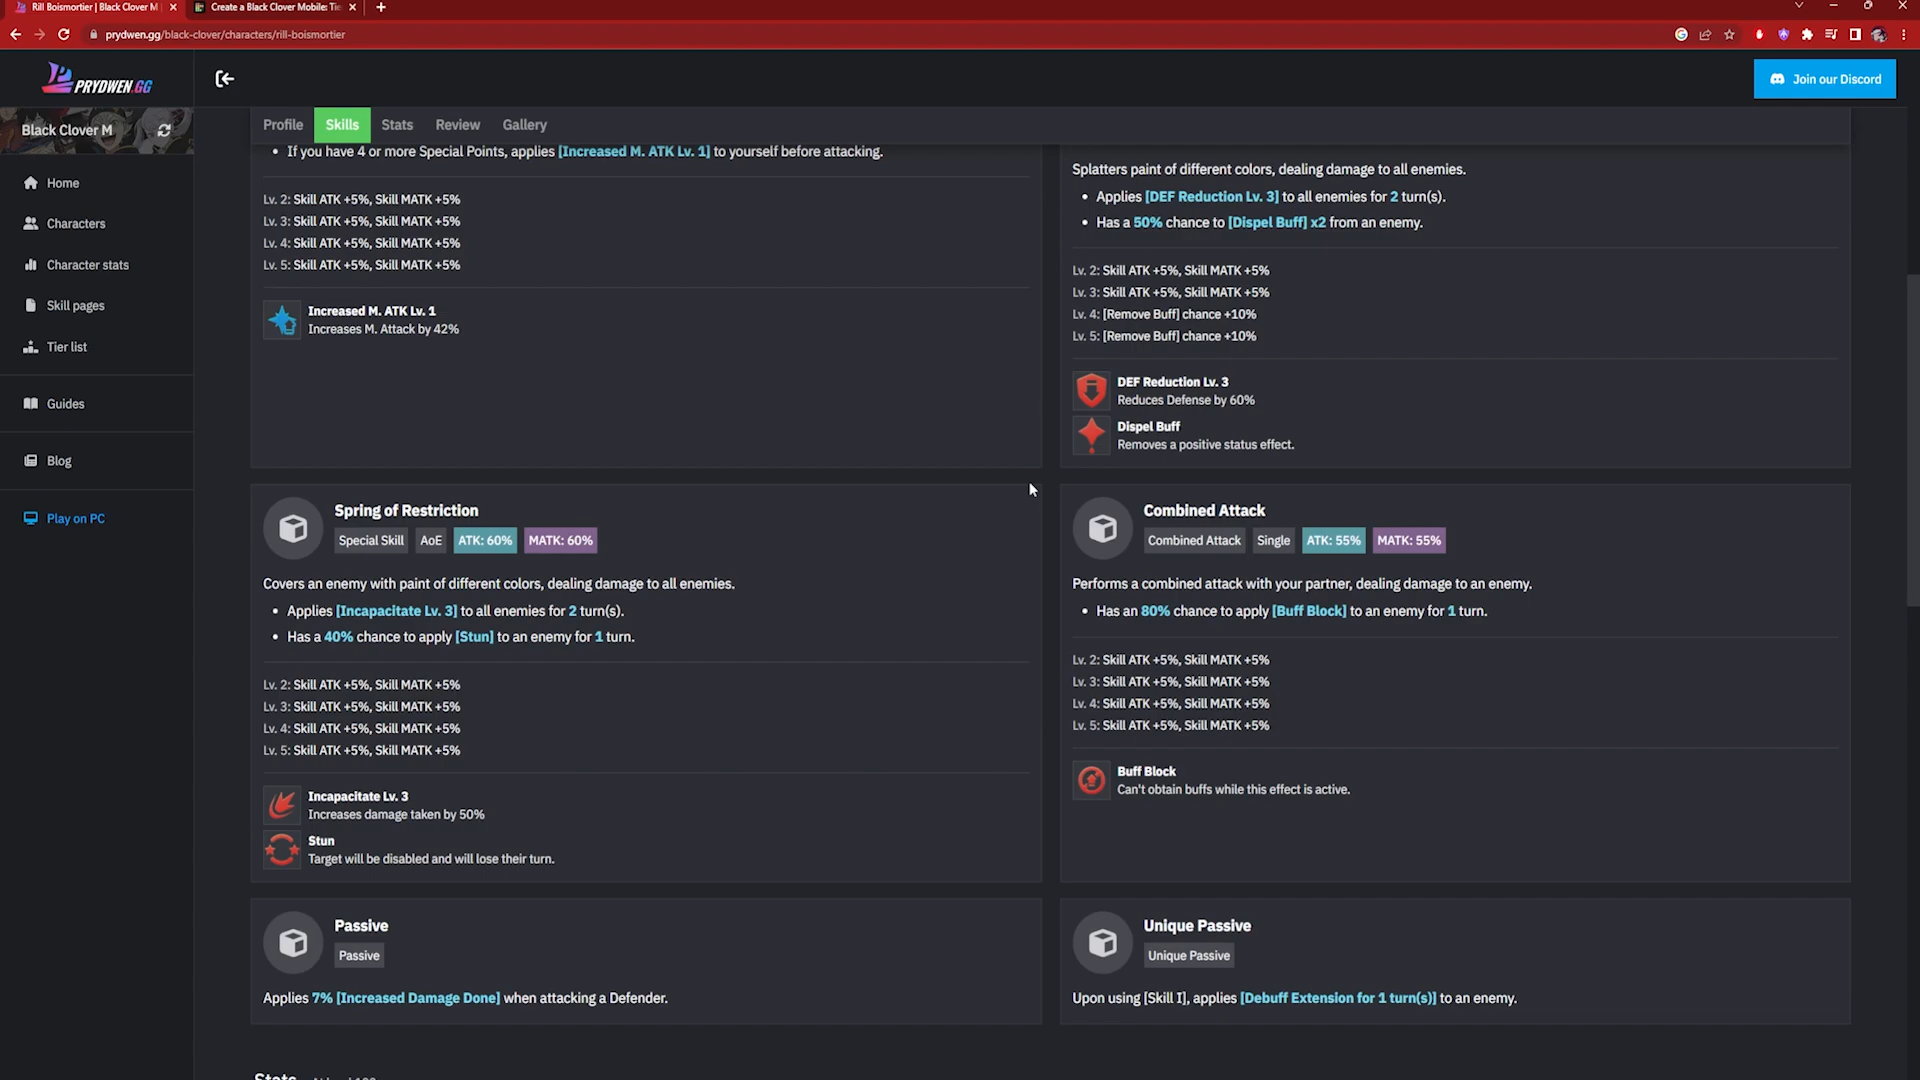 Rill Boismortier | Black Clover M
Create a Black Clover Mobile: Tie
prydwen.gg/black-clover/characters/rill-boismortier
PRYDWEN.GG
Join our Discord
Black Clover M
Home
Characters
Character stats
Skill pages
Tier list
Guides
Blog
Play on PC
Profile
Skills
Stats
Review
Gallery
• If you have 4 or more Special Points, applies [Increased M. ATK Lv. 1] to yourself before attacking.
Lv. 2: Skill ATK +5%, Skill MATK +5%
Lv. 3: Skill ATK +5%, Skill MATK +5%
Lv. 4: Skill ATK +5%, Skill MATK +5%
Lv. 5: Skill ATK +5%, Skill MATK +5%
Increased M. ATK Lv. 1
Increases M. Attack by 42%
Splatters paint of different colors, dealing damage to all enemies.
• Applies [DEF Reduction Lv. 3] to all enemies for 2 turn(s).
• Has a 50% chance to [Dispel Buff] x2 from an enemy.
Lv. 2: Skill ATK +5%, Skill MATK +5%
Lv. 3: Skill ATK +5%, Skill MATK +5%
Lv. 4: [Remove Buff] chance +10%
Lv. 5: [Remove Buff] chance +10%
DEF Reduction Lv. 3
Reduces Defense by 60%
Dispel Buff
Removes a positive status effect.
Spring of Restriction
Special Skill AoE ATK: 60% MATK: 60%
Covers an enemy with paint of different colors, dealing damage to all enemies.
• Applies [Incapacitate Lv. 3] to all enemies for 2 turn(s).
• Has a 40% chance to apply [Stun] to an enemy for 1 turn.
Lv. 2: Skill ATK +5%, Skill MATK +5%
Lv. 3: Skill ATK +5%, Skill MATK +5%
Lv. 4: Skill ATK +5%, Skill MATK +5%
Lv. 5: Skill ATK +5%, Skill MATK +5%
Incapacitate Lv. 3
Increases damage taken by 50%
Stun
Target will be disabled and will lose their turn.
Combined Attack
Combined Attack Single ATK: 55% MATK: 55%
Performs a combined attack with your partner, dealing damage to an enemy.
• Has an 80% chance to apply [Buff Block] to an enemy for 1 turn.
Lv. 2: Skill ATK +5%, Skill MATK +5%
Lv. 3: Skill ATK +5%, Skill MATK +5%
Lv. 4: Skill ATK +5%, Skill MATK +5%
Lv. 5: Skill ATK +5%, Skill MATK +5%
Buff Block
Can't obtain buffs while this effect is active.
Passive
Passive
Applies 7% [Increased Damage Done] when attacking a Defender.
Unique Passive
Unique Passive
Upon using [Skill I], applies [Debuff Extension for 1 turn(s)] to an enemy.
Stats